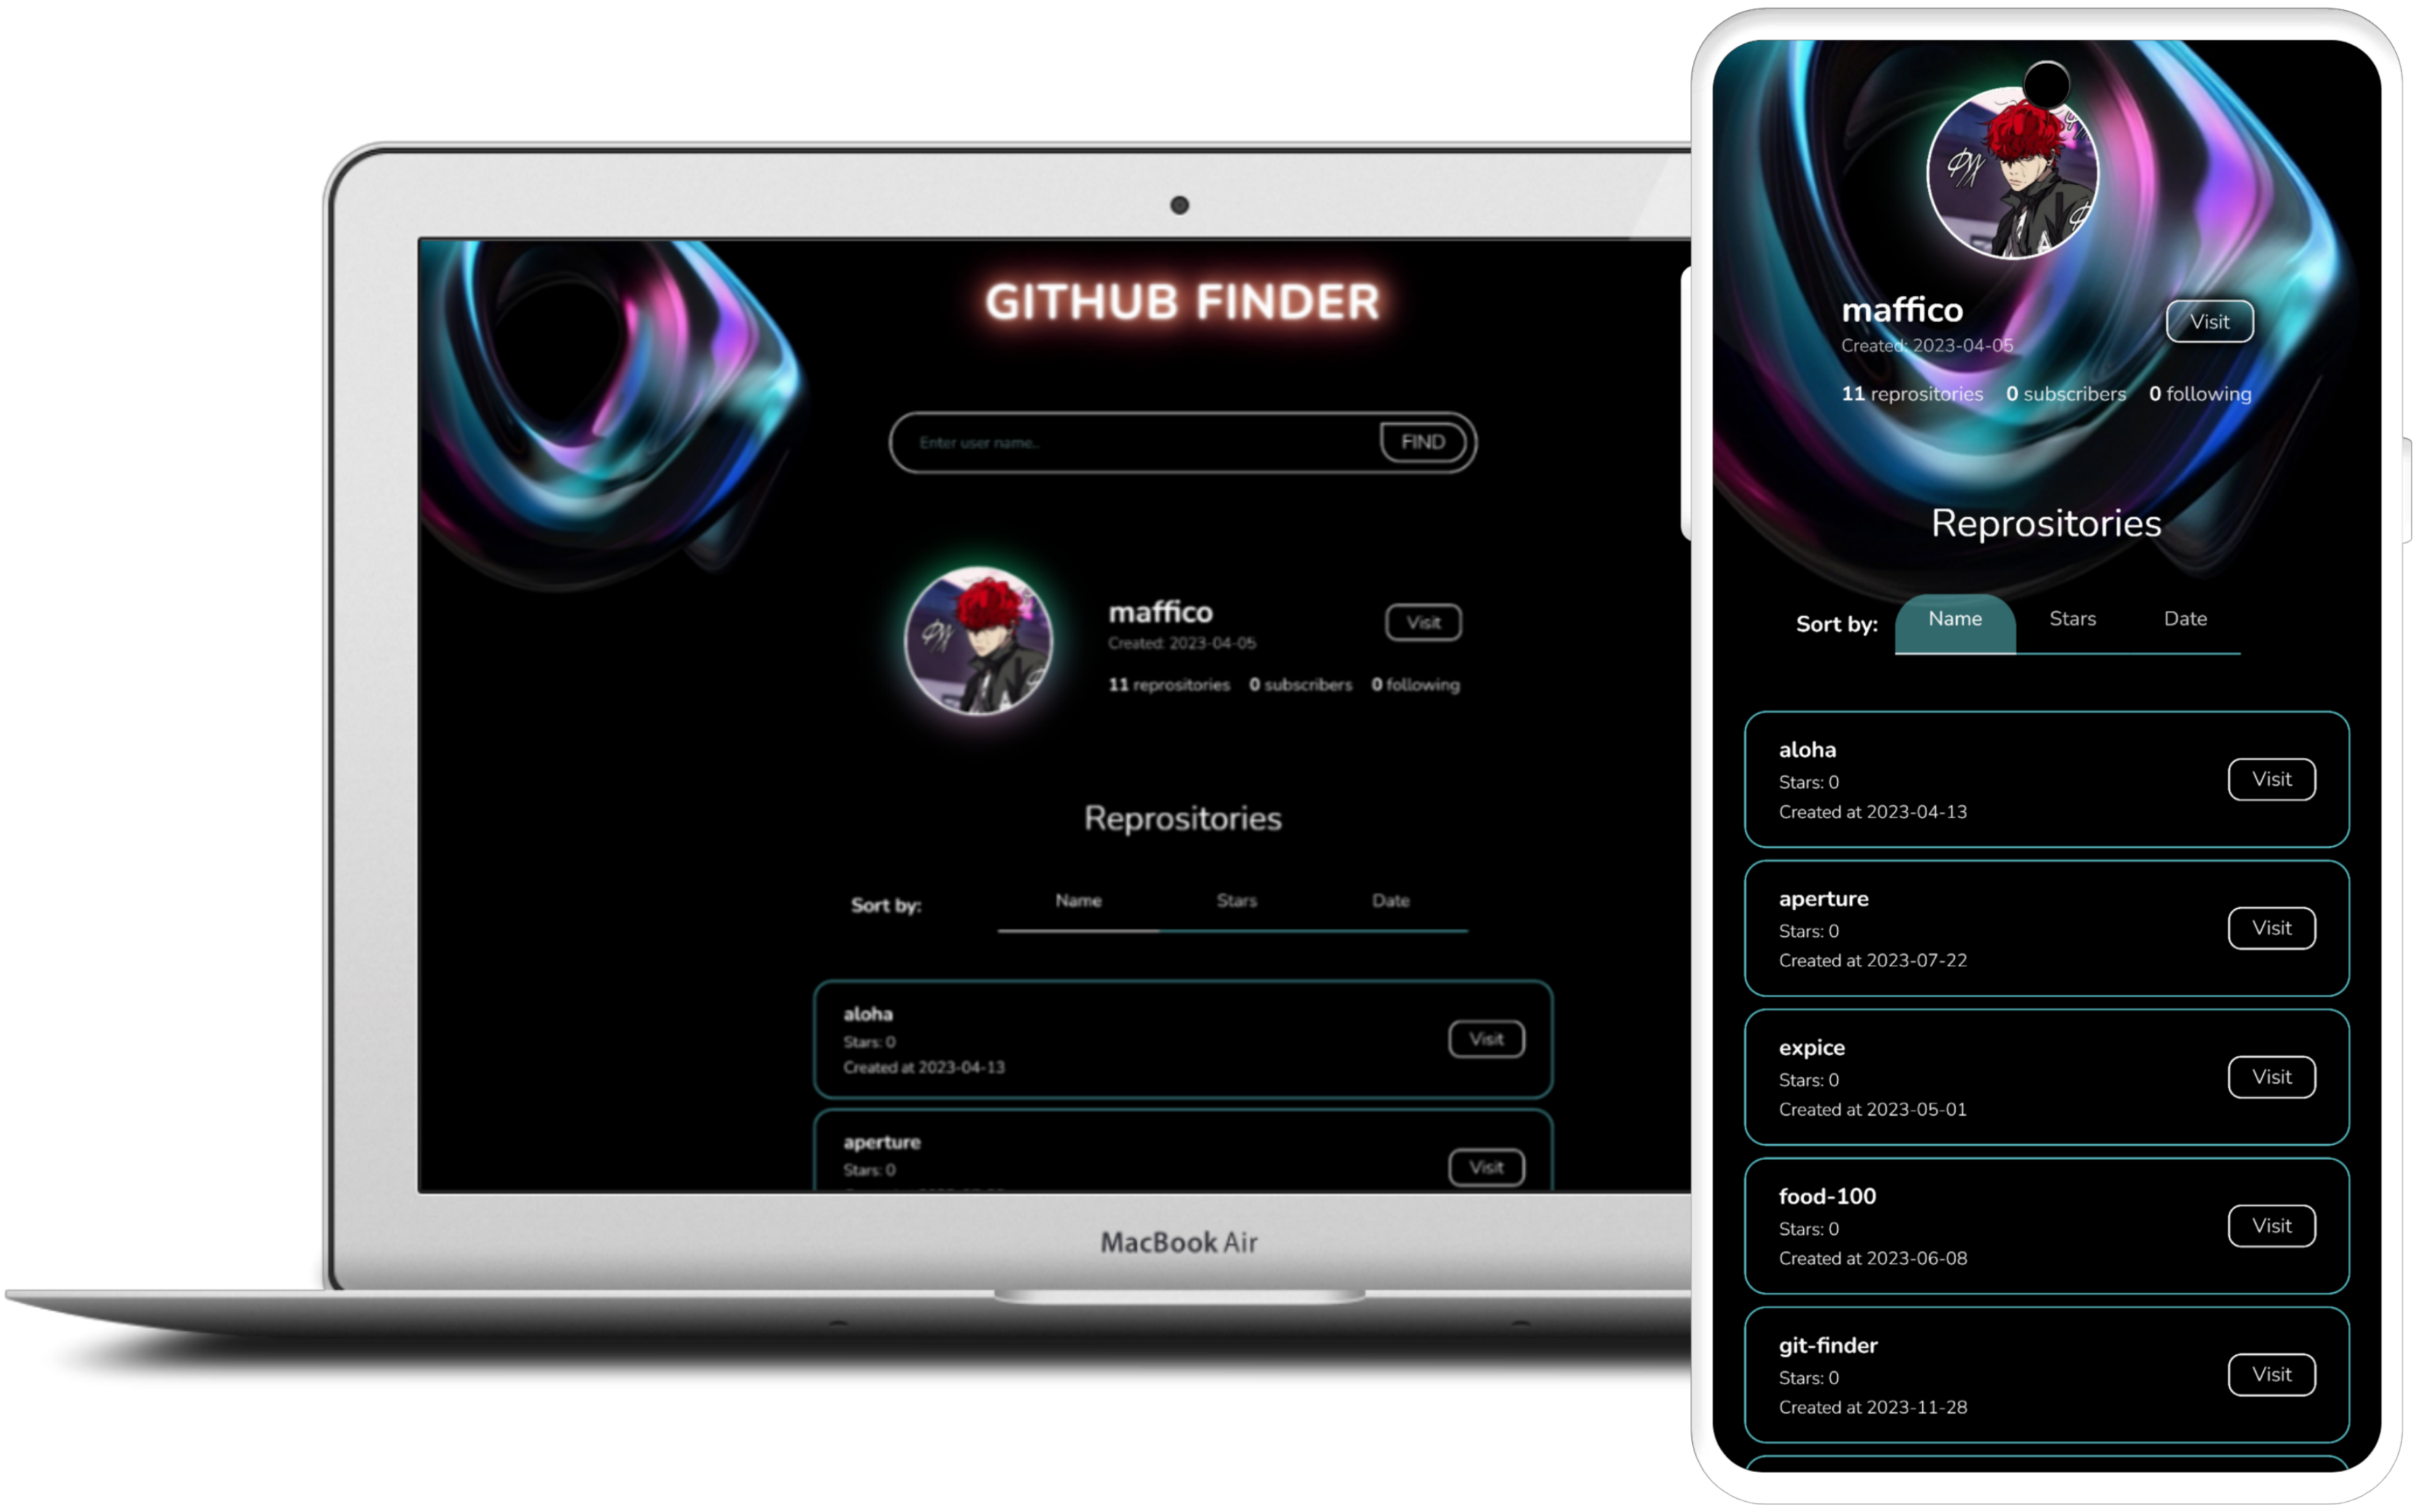 GITHUB FINDER
Enter user name..
FIND
maffico
Visit
Created: 2023-04-05
11 reprositories 0 subscribers 0 following
Reprositories
Sort by: Name Stars Date
aloha
Stars: 0
Created at 2023-04-13
Visit
aperture
Stars: 0
Visit
MacBook Air
maffico
Visit
Created: 2023-04-05
11 reprositories 0 subscribers 0 following
Reprositories
Sort by: Name Stars Date
aloha
Stars: 0
Created at 2023-04-13
Visit
aperture
Stars: 0
Created at 2023-07-22
Visit
expice
Stars: 0
Created at 2023-05-01
Visit
food-100
Stars: 0
Created at 2023-06-08
Visit
git-finder
Stars: 0
Created at 2023-11-28
Visit